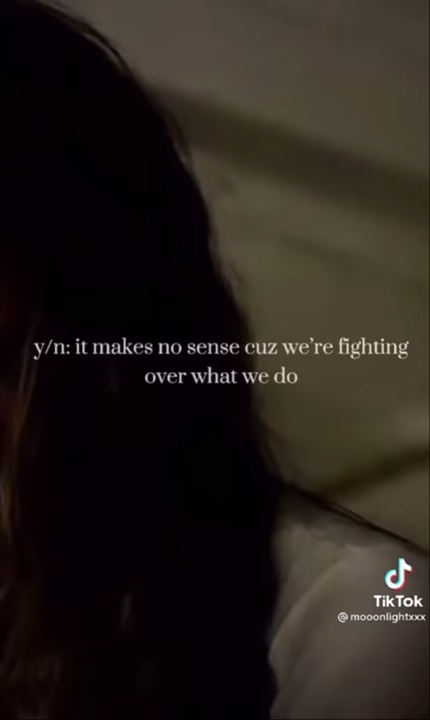 y/n: it makes no sense cuz we're fighting
over what we do
TikTok
@mooonlightxxx